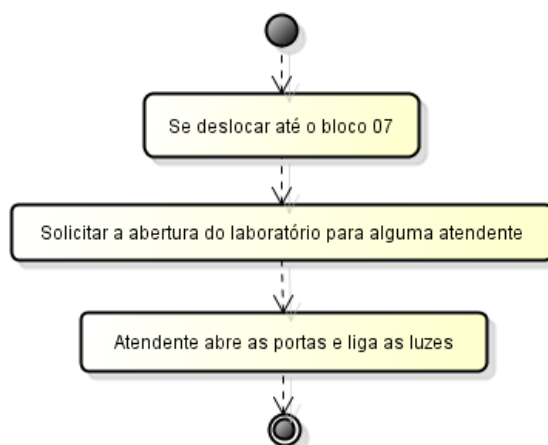 Se deslocar até o bloco 07
Solicitar a abertura do laboratório para alguma atendente
Atendente abre as portas e liga as luzes